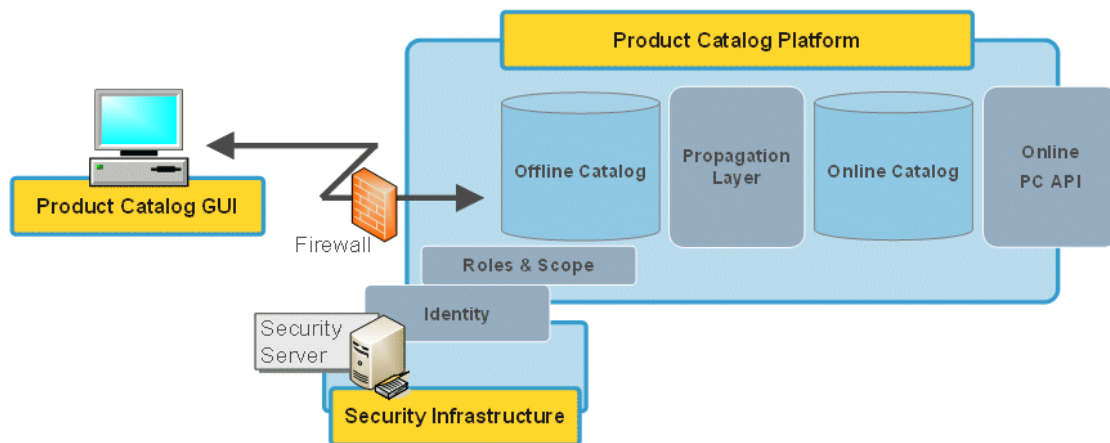 Product Catalog Platform
Offline Catalog
Propagation
Layer
Online Catalog
Online
PC API
Product Catalog GUI
Firewall
Roles & Scope
Identity
Security
Server
Security Infrastructure